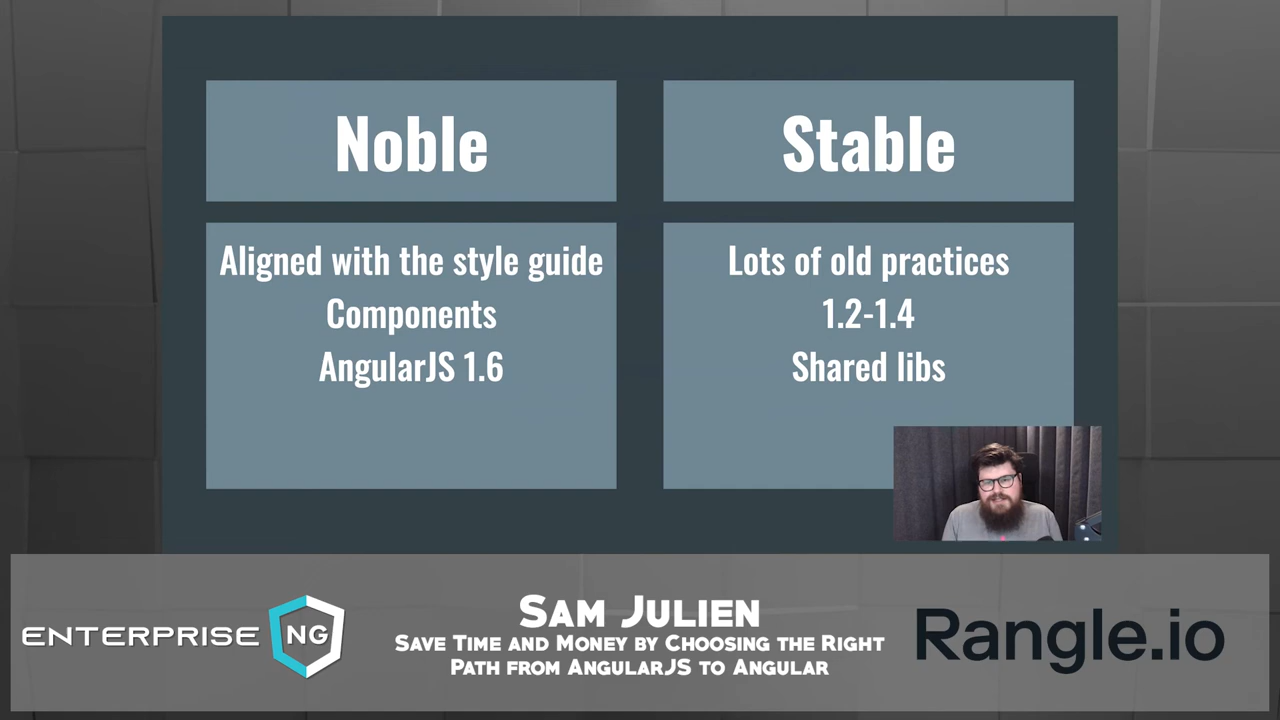 Noble
Stable
Aligned with the style guide
Components
AngularJS 1.6
Lots of old practices
1.2-1.4
Shared libs
ENTERPRISE NG
SAM JULIEN
SAVE TIME AND MONEY BY CHOOSING THE RIGHT
PATH FROM ANGULARJS TO ANGULAR
Rangle.io